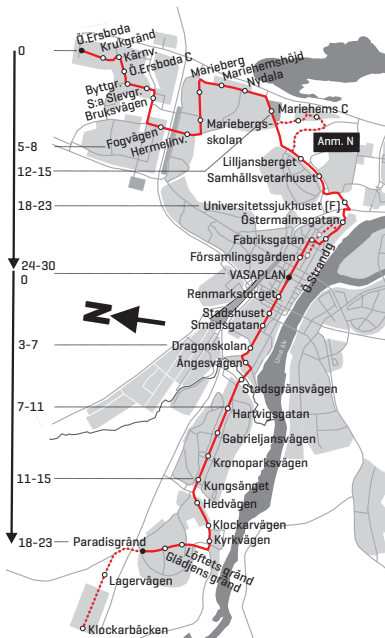 Ö.Ersboda
Krukgränd
0
Kärnv.
Ö.Ersboda C
Marieberg
Mariehemshöjd
Nydala
Byttgr.
S:a Slevgr.
Bruksvägen
Mariehems C
Mariebergs-
skolan
Fogvägen
Hermelinv.
Anm. N
5-8
Lilljansberget
12-15
Samhällsvetarhuset
18-23
Universitetssjukhuset (F)
Östermalmsgatan
Fabriksgatan
Ö.Strandg
Församlingsgården
24-30
0
VASAPLAN
Renmarkstorget
N
Stadshuset
Smedsgatan
Ume älv
3-7
Dragonskolan
Ängesvägen
Stadsgränsvägen
7-11
Hartvigsgatan
Gabrieljansvägen
Kronoparksvägen
11-15
Kungsänget
Hedvägen
Klockarvägen
18-23
Paradisgränd
Kyrkvägen
Löftets gränd
Glädjens gränd
Lagervägen
Klockarbäcken